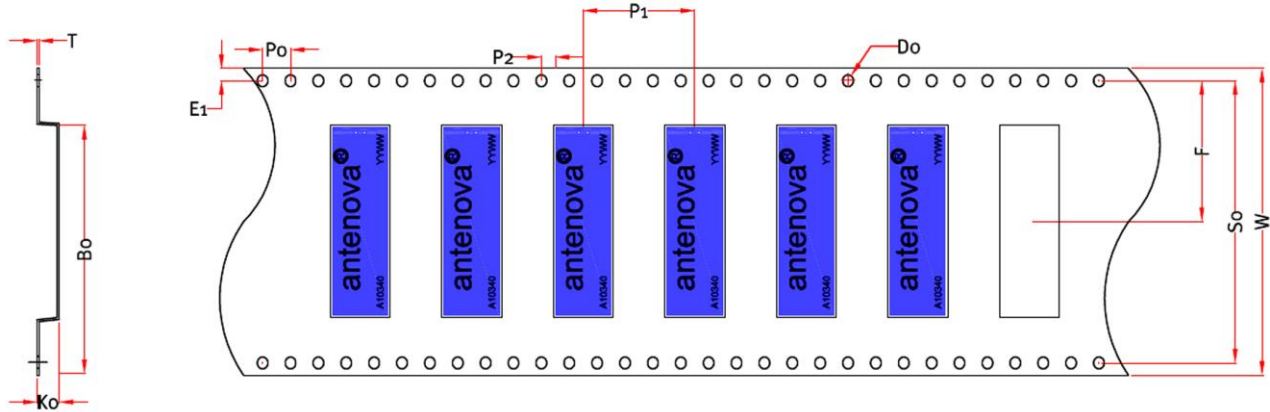 T
Po
P2
P1
Do
E1
Bo
Ko
F
So
W
antenova®
YYWW
A10340
antenova®
YYWW
A10340
antenova®
YYWW
A10340
antenova®
YYWW
A10340
antenova®
YYWW
A10340
antenova®
YYWW
A10340